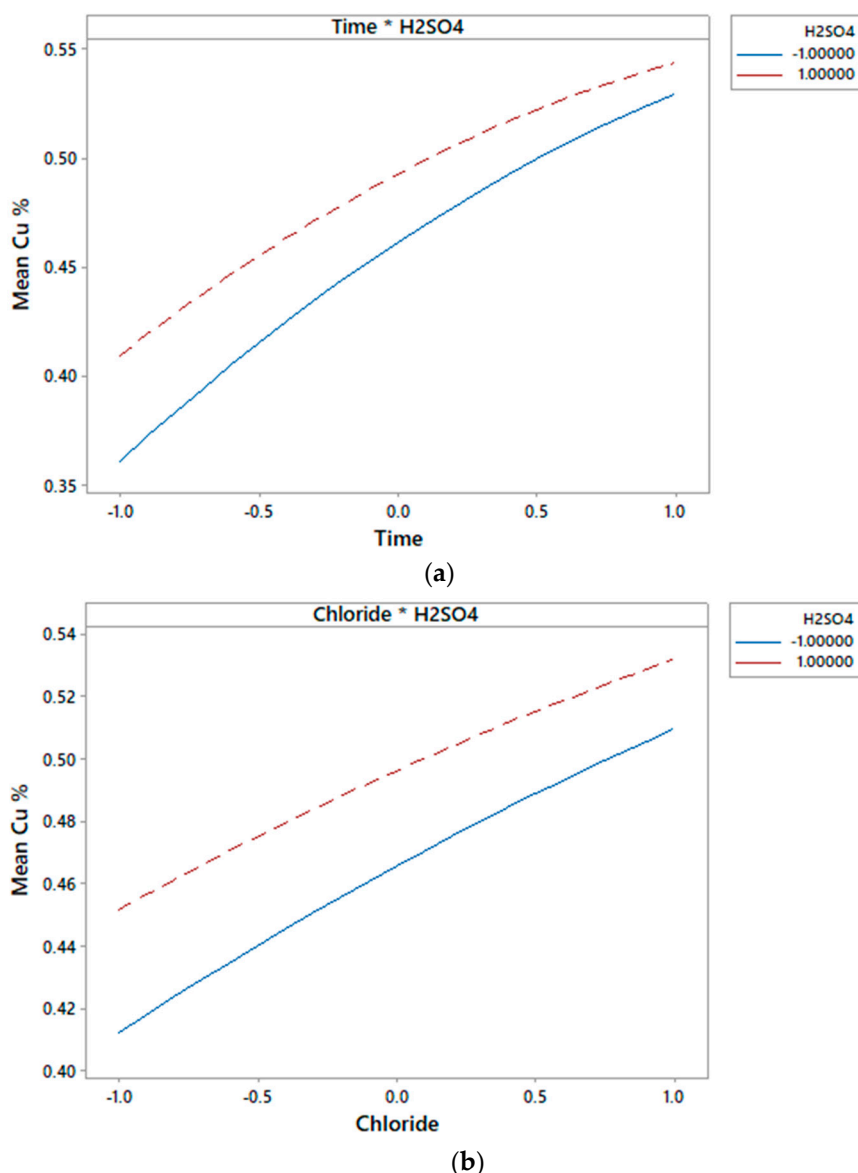 Time * H2SO4
H2SO4
-1.00000
1.00000
0.55
0.50
0.45
0.40
0.35
Mean Cu %
-1.0 -0.5 0.0 0.5 1.0
Time
(a)
Chloride * H2SO4
H2SO4
-1.00000
1.00000
0.54
0.52
0.50
0.48
0.46
0.44
0.42
0.40
Mean Cu %
-1.0 -0.5 0.0 0.5 1.0
Chloride
(b)